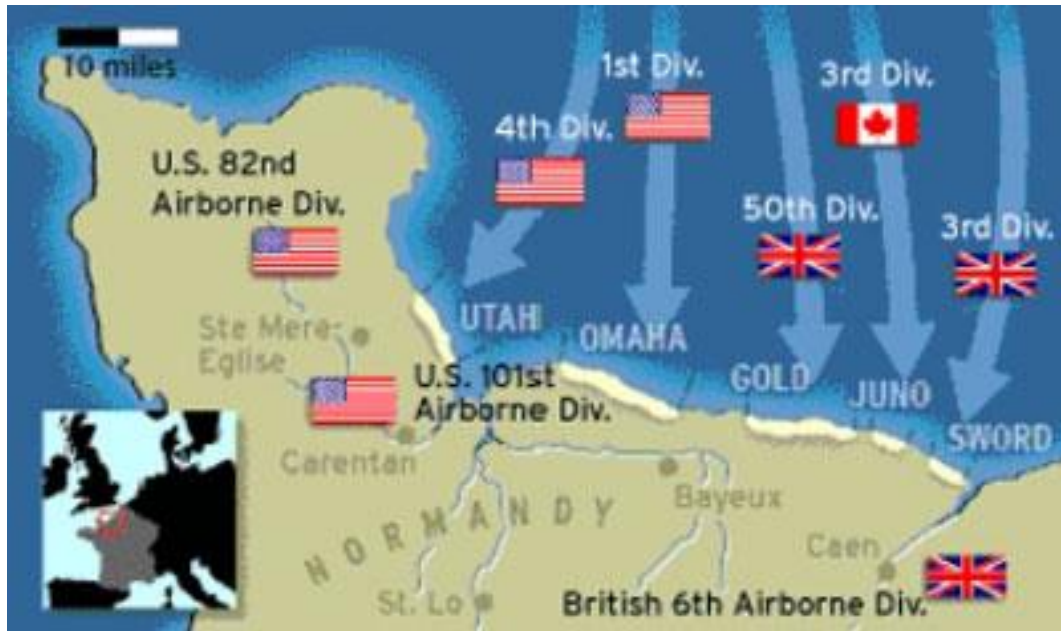 10 miles
1st Div.
3rd Div.
4th Div.
U.S. 82nd
Airborne Div.
50th Div.
3rd Div.
UTAH
OMAHA
GOLD
JUNO
SWORD
Ste Mere-
Eglise
U.S. 101st
Airborne Div.
Carentan
Bayeux
NORMANDY
Caen
St. Lo
British 6th Airborne Div.